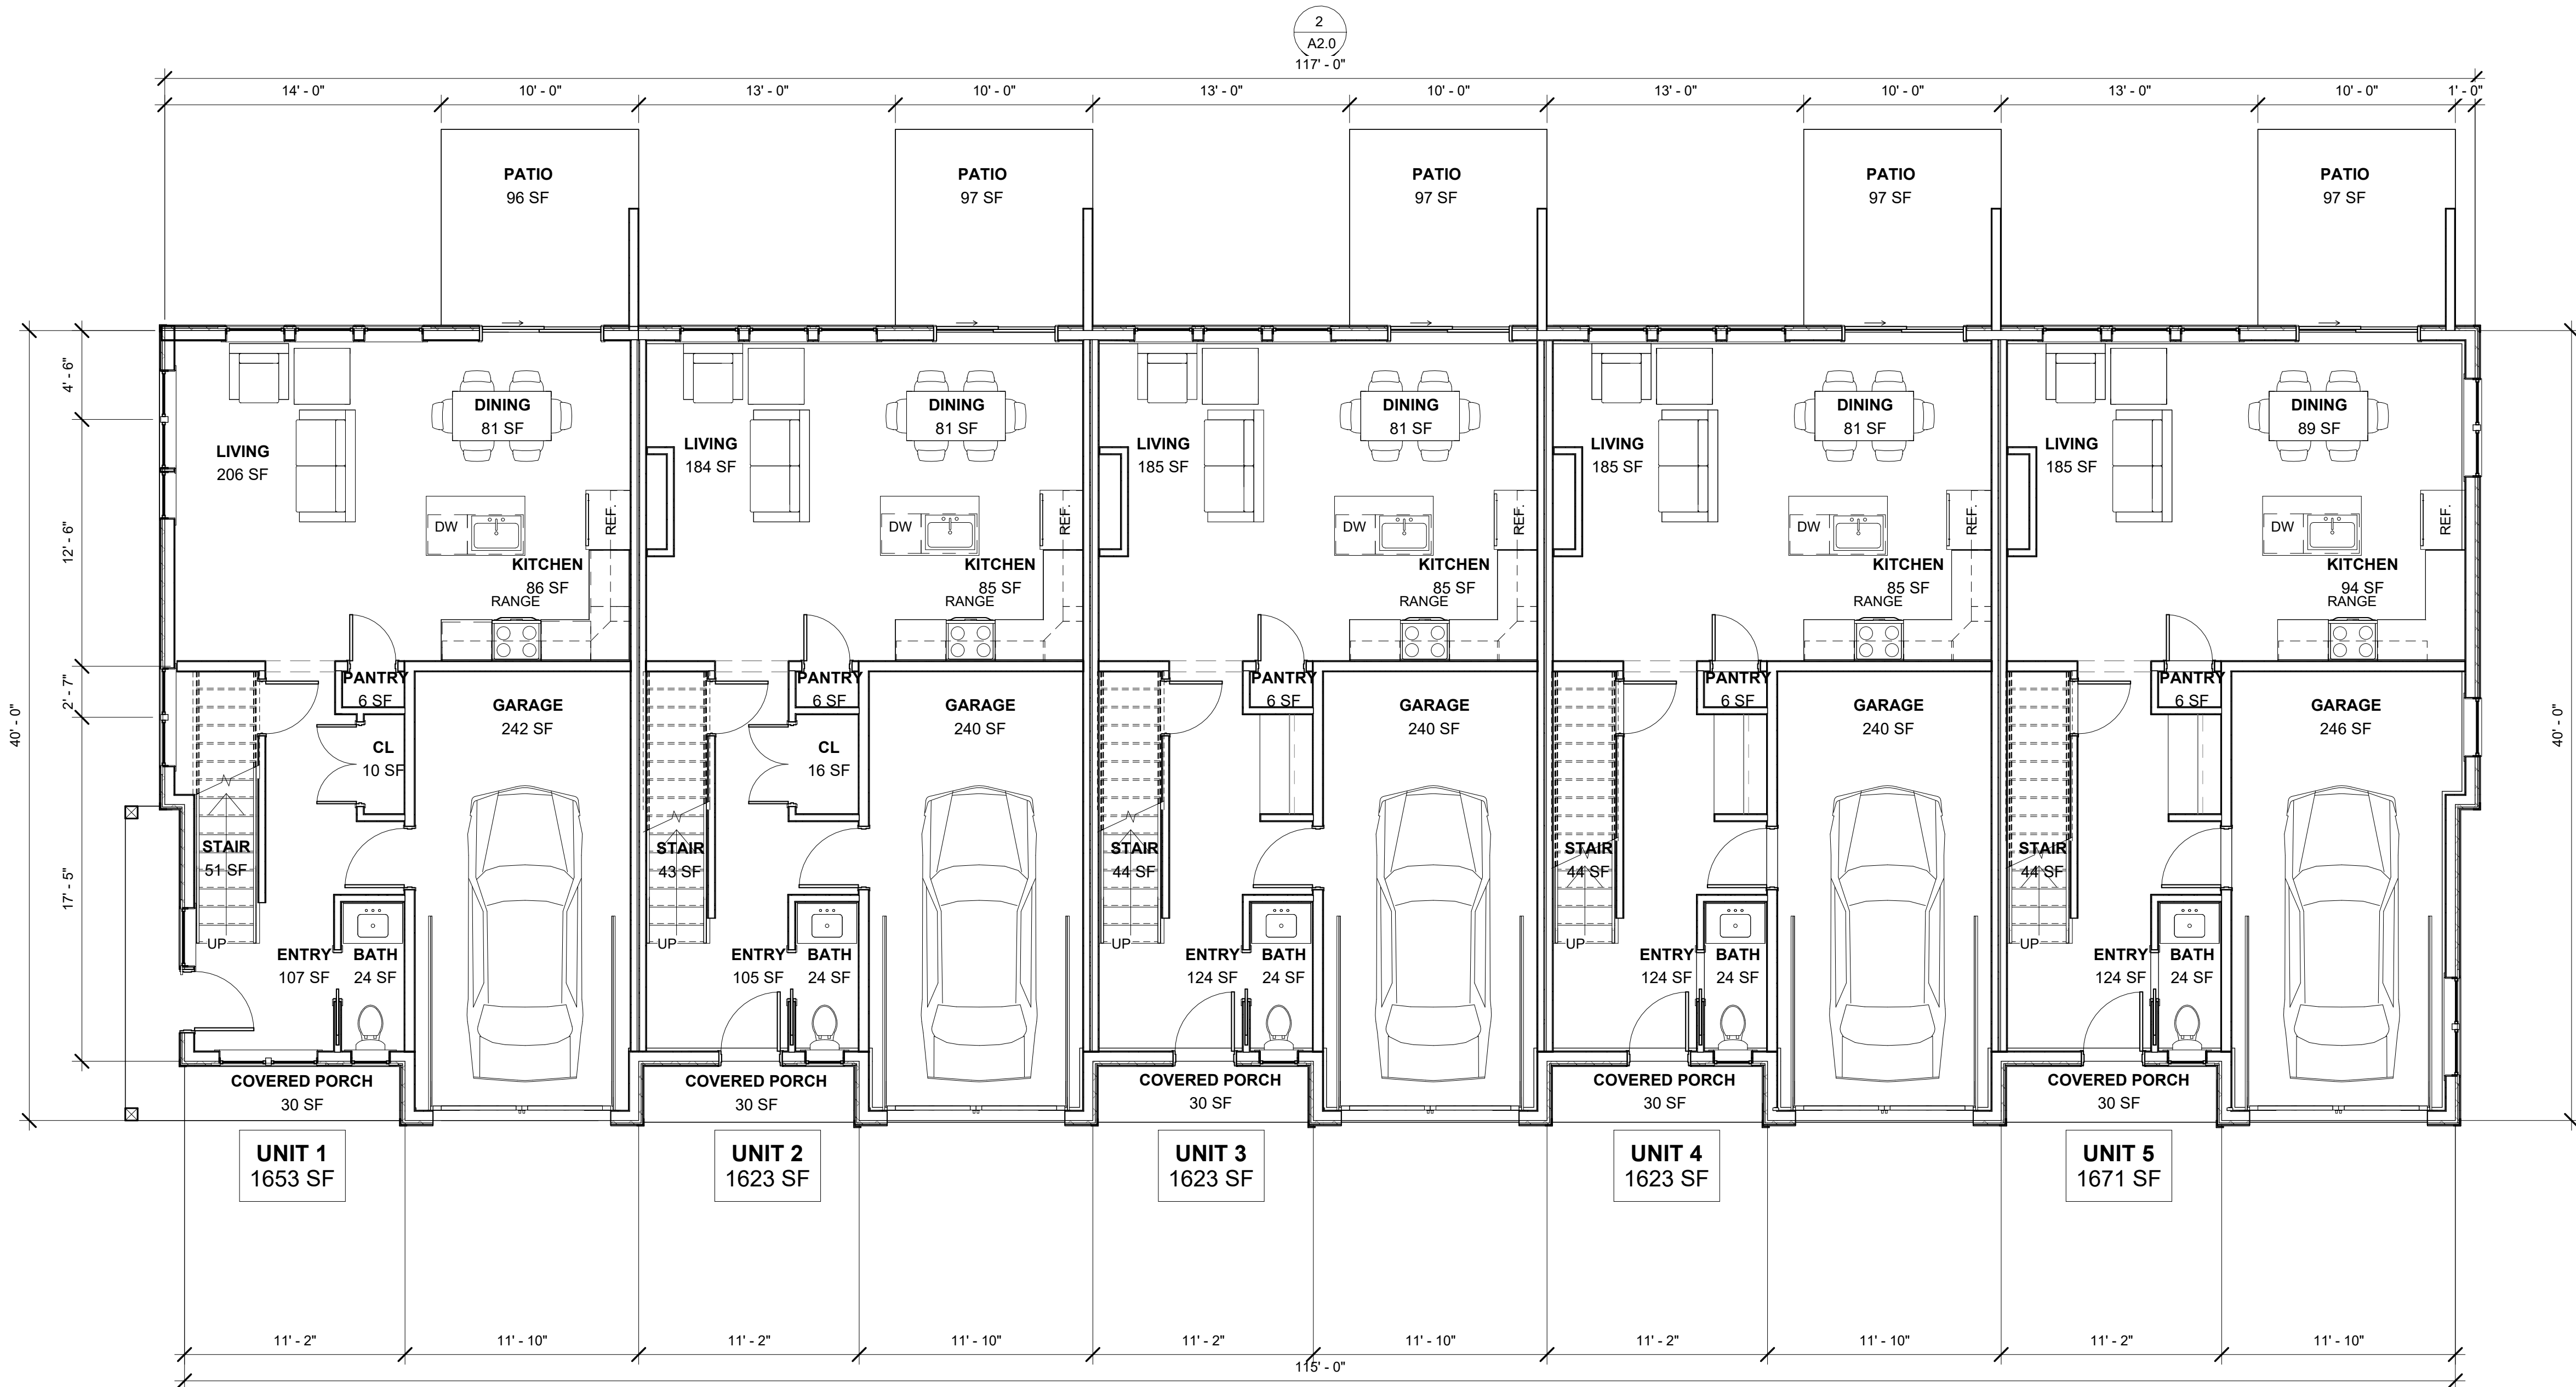 2
A2.0
117' - 0"
14' - 0"
10' - 0"
13' - 0"
10' - 0"
13' - 0"
10' - 0"
13' - 0"
10' - 0"
13' - 0"
10' - 0"
1' - 0"
PATIO
96 SF
PATIO
97 SF
PATIO
97 SF
PATIO
97 SF
PATIO
97 SF
40' - 0"
4' - 6"
12' - 6"
2' - 7"
17' - 5"
LIVING
206 SF
DINING
81 SF
DW
REF.
KITCHEN
86 SF
RANGE
PANTRY
6 SF
CL
10 SF
GARAGE
242 SF
STAIR
51 SF
UP
ENTRY
107 SF
BATH
24 SF
COVERED PORCH
30 SF
UNIT 1
1653 SF
LIVING
184 SF
DINING
81 SF
DW
REF.
KITCHEN
85 SF
RANGE
PANTRY
6 SF
CL
16 SF
GARAGE
240 SF
STAIR
43 SF
UP
ENTRY
105 SF
BATH
24 SF
COVERED PORCH
30 SF
UNIT 2
1623 SF
LIVING
185 SF
DINING
81 SF
DW
REF.
KITCHEN
85 SF
RANGE
PANTRY
6 SF
GARAGE
240 SF
STAIR
44 SF
UP
ENTRY
124 SF
BATH
24 SF
COVERED PORCH
30 SF
UNIT 3
1623 SF
LIVING
185 SF
DINING
81 SF
DW
REF.
KITCHEN
85 SF
RANGE
PANTRY
6 SF
GARAGE
240 SF
STAIR
44 SF
UP
ENTRY
124 SF
BATH
24 SF
COVERED PORCH
30 SF
UNIT 4
1623 SF
LIVING
185 SF
DINING
89 SF
DW
REF.
KITCHEN
94 SF
RANGE
PANTRY
6 SF
GARAGE
246 SF
STAIR
44 SF
UP
ENTRY
124 SF
BATH
24 SF
COVERED PORCH
30 SF
UNIT 5
1671 SF
40' - 0"
11' - 2"
11' - 10"
11' - 2"
11' - 10"
11' - 2"
11' - 10"
11' - 2"
11' - 10"
11' - 2"
11' - 10"
115' - 0"